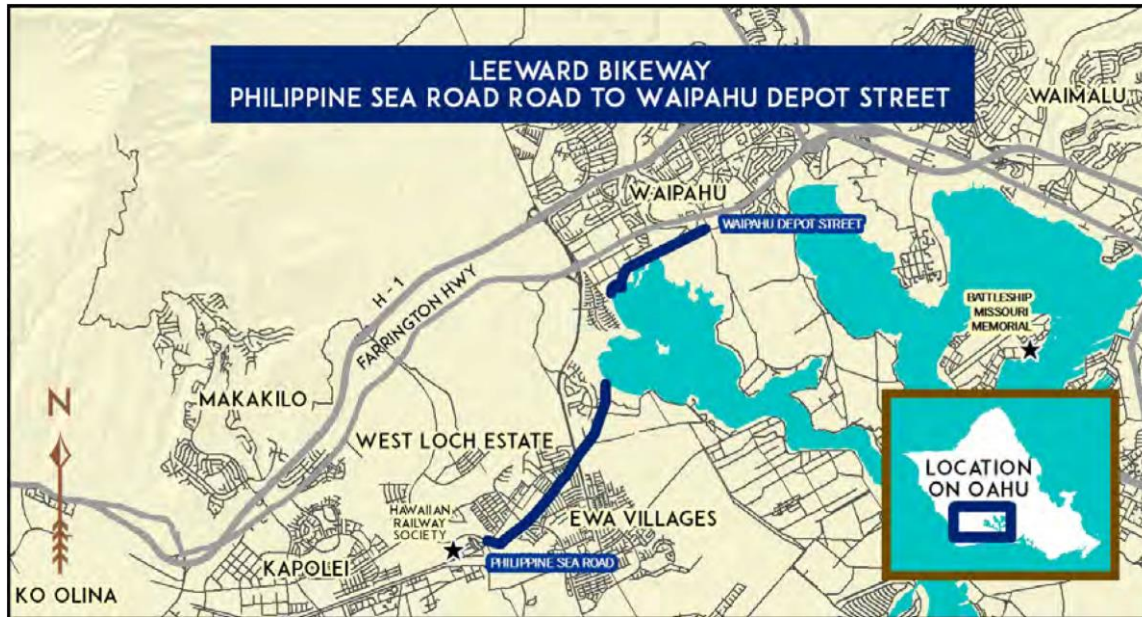 LEEWARD BIKEWAY
PHILIPPINE SEA ROAD ROAD TO WAIPAHU DEPOT STREET
WAIMALU
WAIPAHU
WAIPAHU DEPOT STREET
H-1
FARRINGTON HWY
BATTLESHIP
MISSOURI
MEMORIAL
N
MAKAKILO
WEST LOCH ESTATE
LOCATION
ON OAHU
HAWAIIAN
RAILWAY
SOCIETY
EWA VILLAGES
PHILIPPINE SEA ROAD
KAPOLEI
KO OLINA